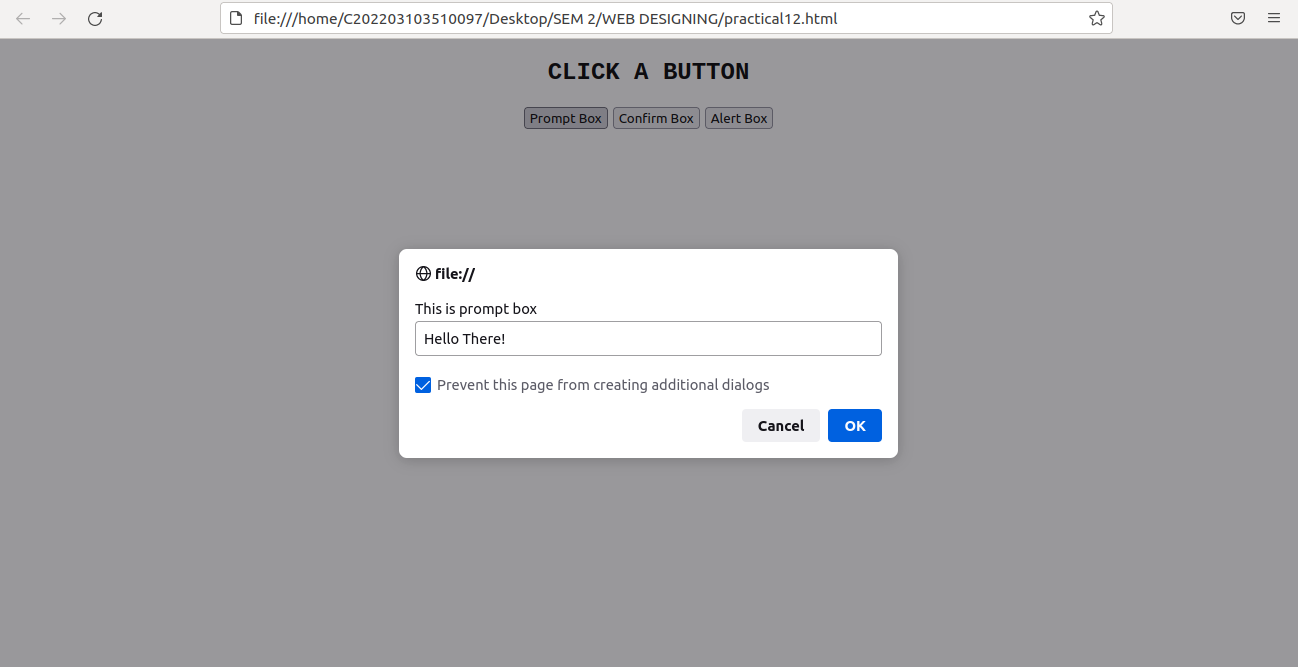 file:///home/C202203103510097/Desktop/SEM 2/WEB DESIGNING/practical12.html
CLICK A BUTTON
Prompt Box Confirm Box Alert Box
file://
This is prompt box
Hello There!
Prevent this page from creating additional dialogs
Cancel OK